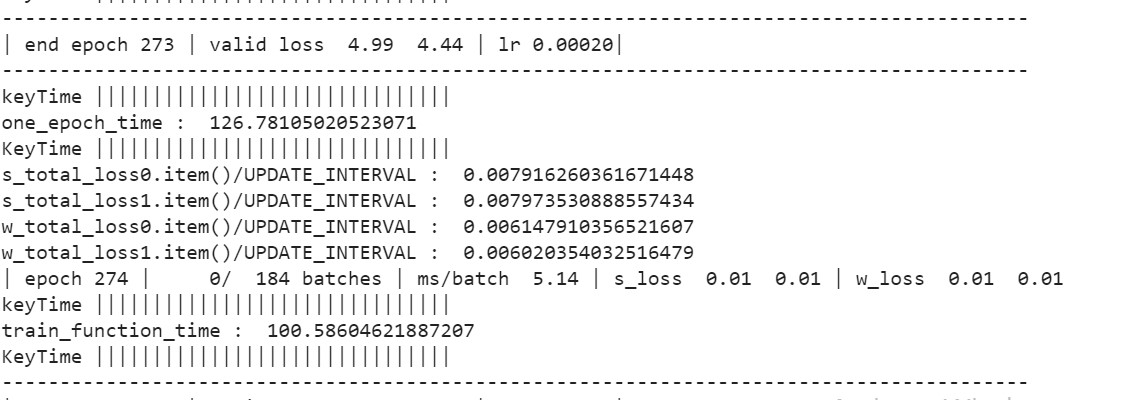 --------------------------------------------------------------------------------
| end epoch 273 | valid loss  4.99  4.44 | lr 0.00020|
--------------------------------------------------------------------------------
keyTime |||||||||||||||||||||||||||||||
one_epoch_time :  126.78105020523071
KeyTime |||||||||||||||||||||||||||||||
s_total_loss0.item()/UPDATE_INTERVAL :  0.007916260361671448
s_total_loss1.item()/UPDATE_INTERVAL :  0.007973530888557434
w_total_loss0.item()/UPDATE_INTERVAL :  0.006147910356521607
w_total_loss1.item()/UPDATE_INTERVAL :  0.006020354032516479
| epoch 274 |     0/  184 batches | ms/batch  5.14 | s_loss  0.01  0.01 | w_loss  0.01  0.01
keyTime |||||||||||||||||||||||||||||||
train_function_time :  100.58604621887207
KeyTime |||||||||||||||||||||||||||||||
--------------------------------------------------------------------------------